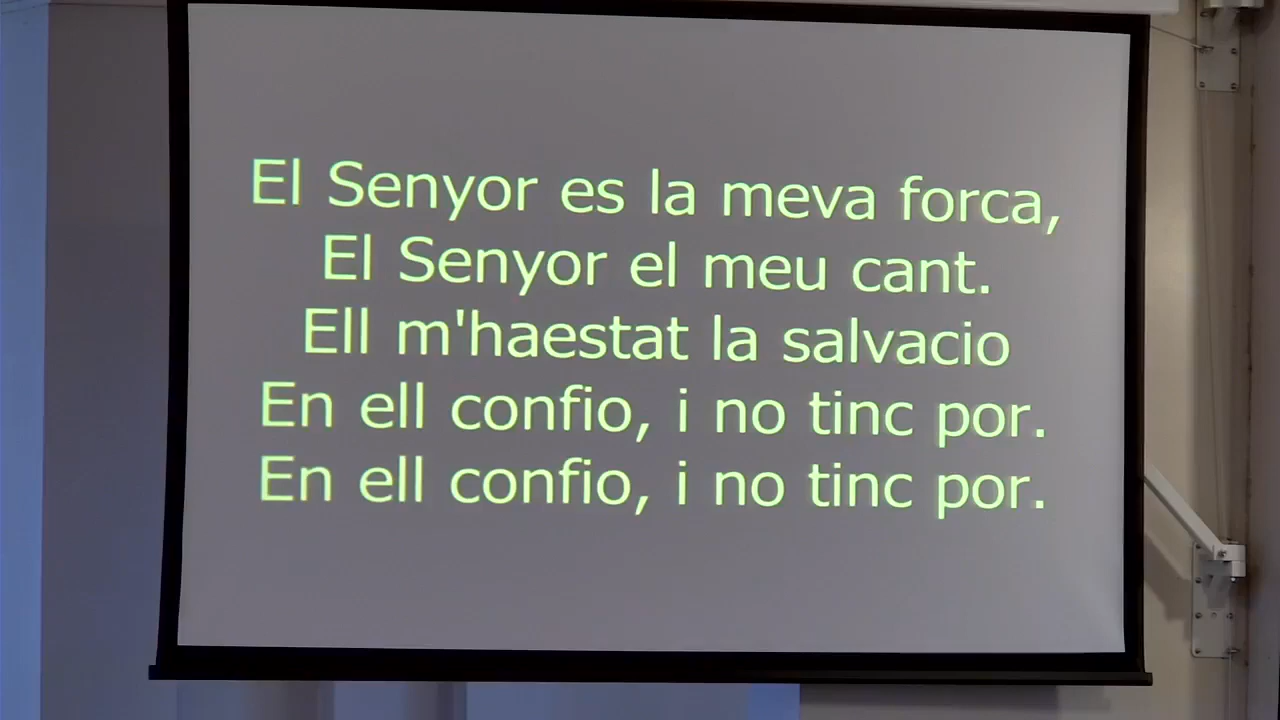 El Senyor es la meva forca,
El Senyor el meu cant.
Ell m'haestat la salvacio
En ell confio, i no tinc por.
En ell confio, i no tinc por.